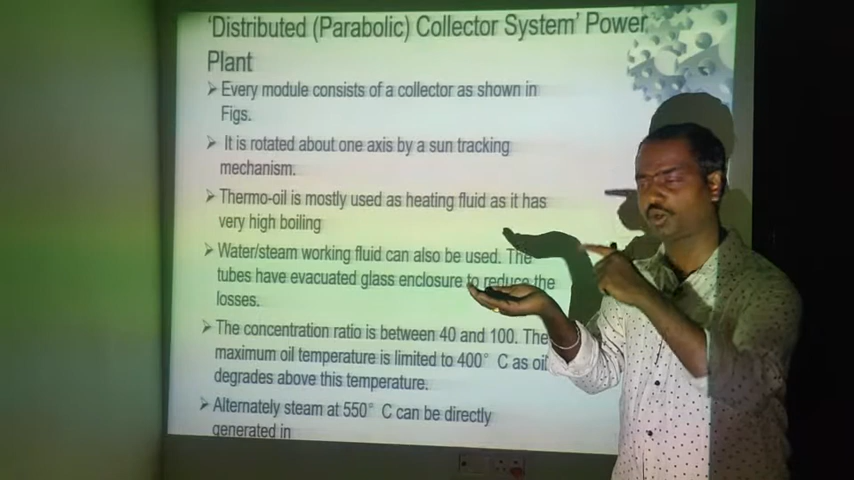 'Distributed (Parabolic) Collector System' Power
Plant
➢ Every module consists of a collector as shown in
Figs.
➢ It is rotated about one axis by a sun tracking
mechanism.
➢ Thermo-oil is mostly used as heating fluid as it has
very high boiling
➢ Water/steam working fluid can also be used. The
tubes have evacuated glass enclosure to reduce the
losses.
➢ The concentration ratio is between 40 and 100. The
maximum oil temperature is limited to 400° C as oil
degrades above this temperature.
➢ Alternately steam at 550° C can be directly
generated in